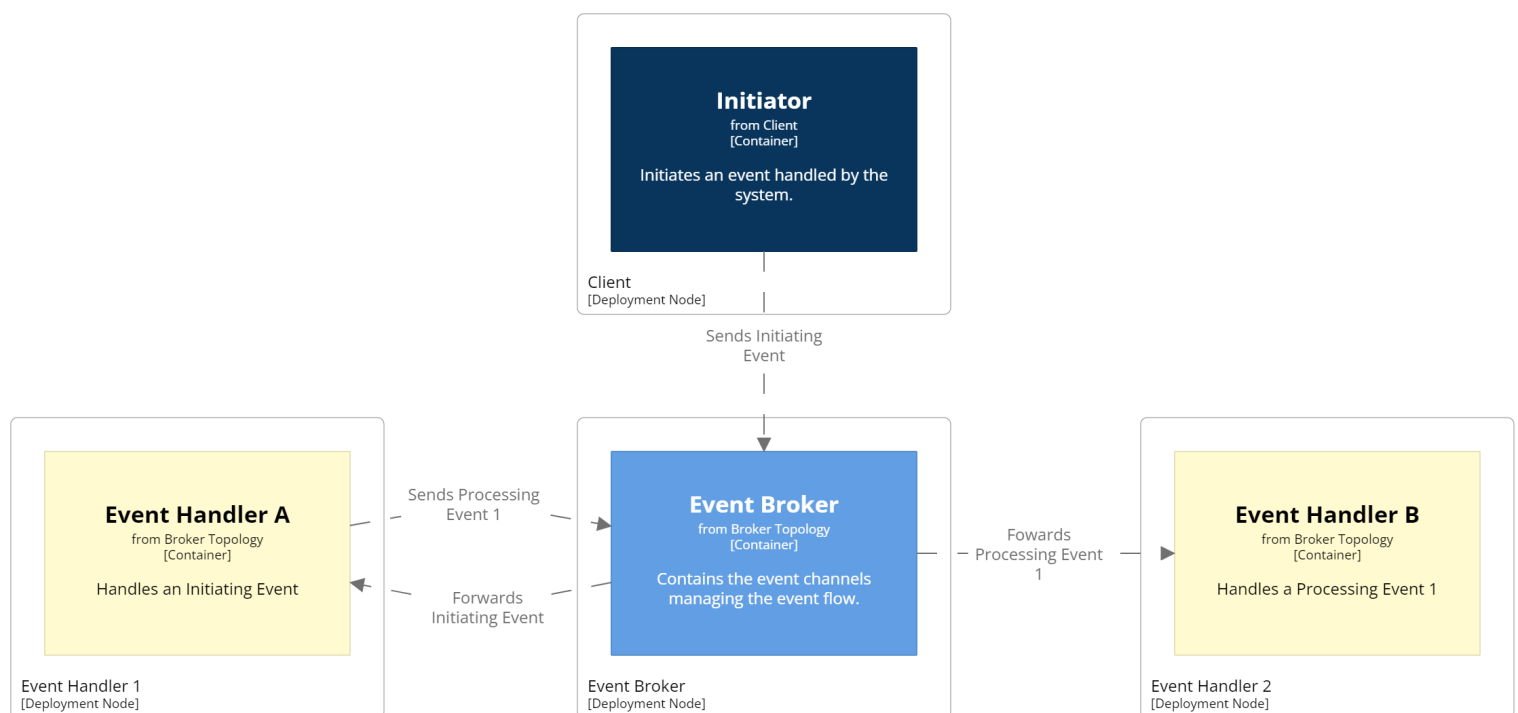 Initiator
from Client
[Container]
Initiates an event handled by the
system.
Client
[Deployment Node]
Sends Initiating
Event
Event Handler A
from Broker Topology
[Container]
Handles an Initiating Event
Event Handler 1
[Deployment Node]
Sends Processing
Event 1
Forwards
Initiating Event
Event Broker
from Broker Topology
[Container]
Contains the event channels
managing the event flow.
Event Broker
[Deployment Node]
Fowards
Processing Event
1
Event Handler B
from Broker Topology
[Container]
Handles a Processing Event 1
Event Handler 2
[Deployment Node]